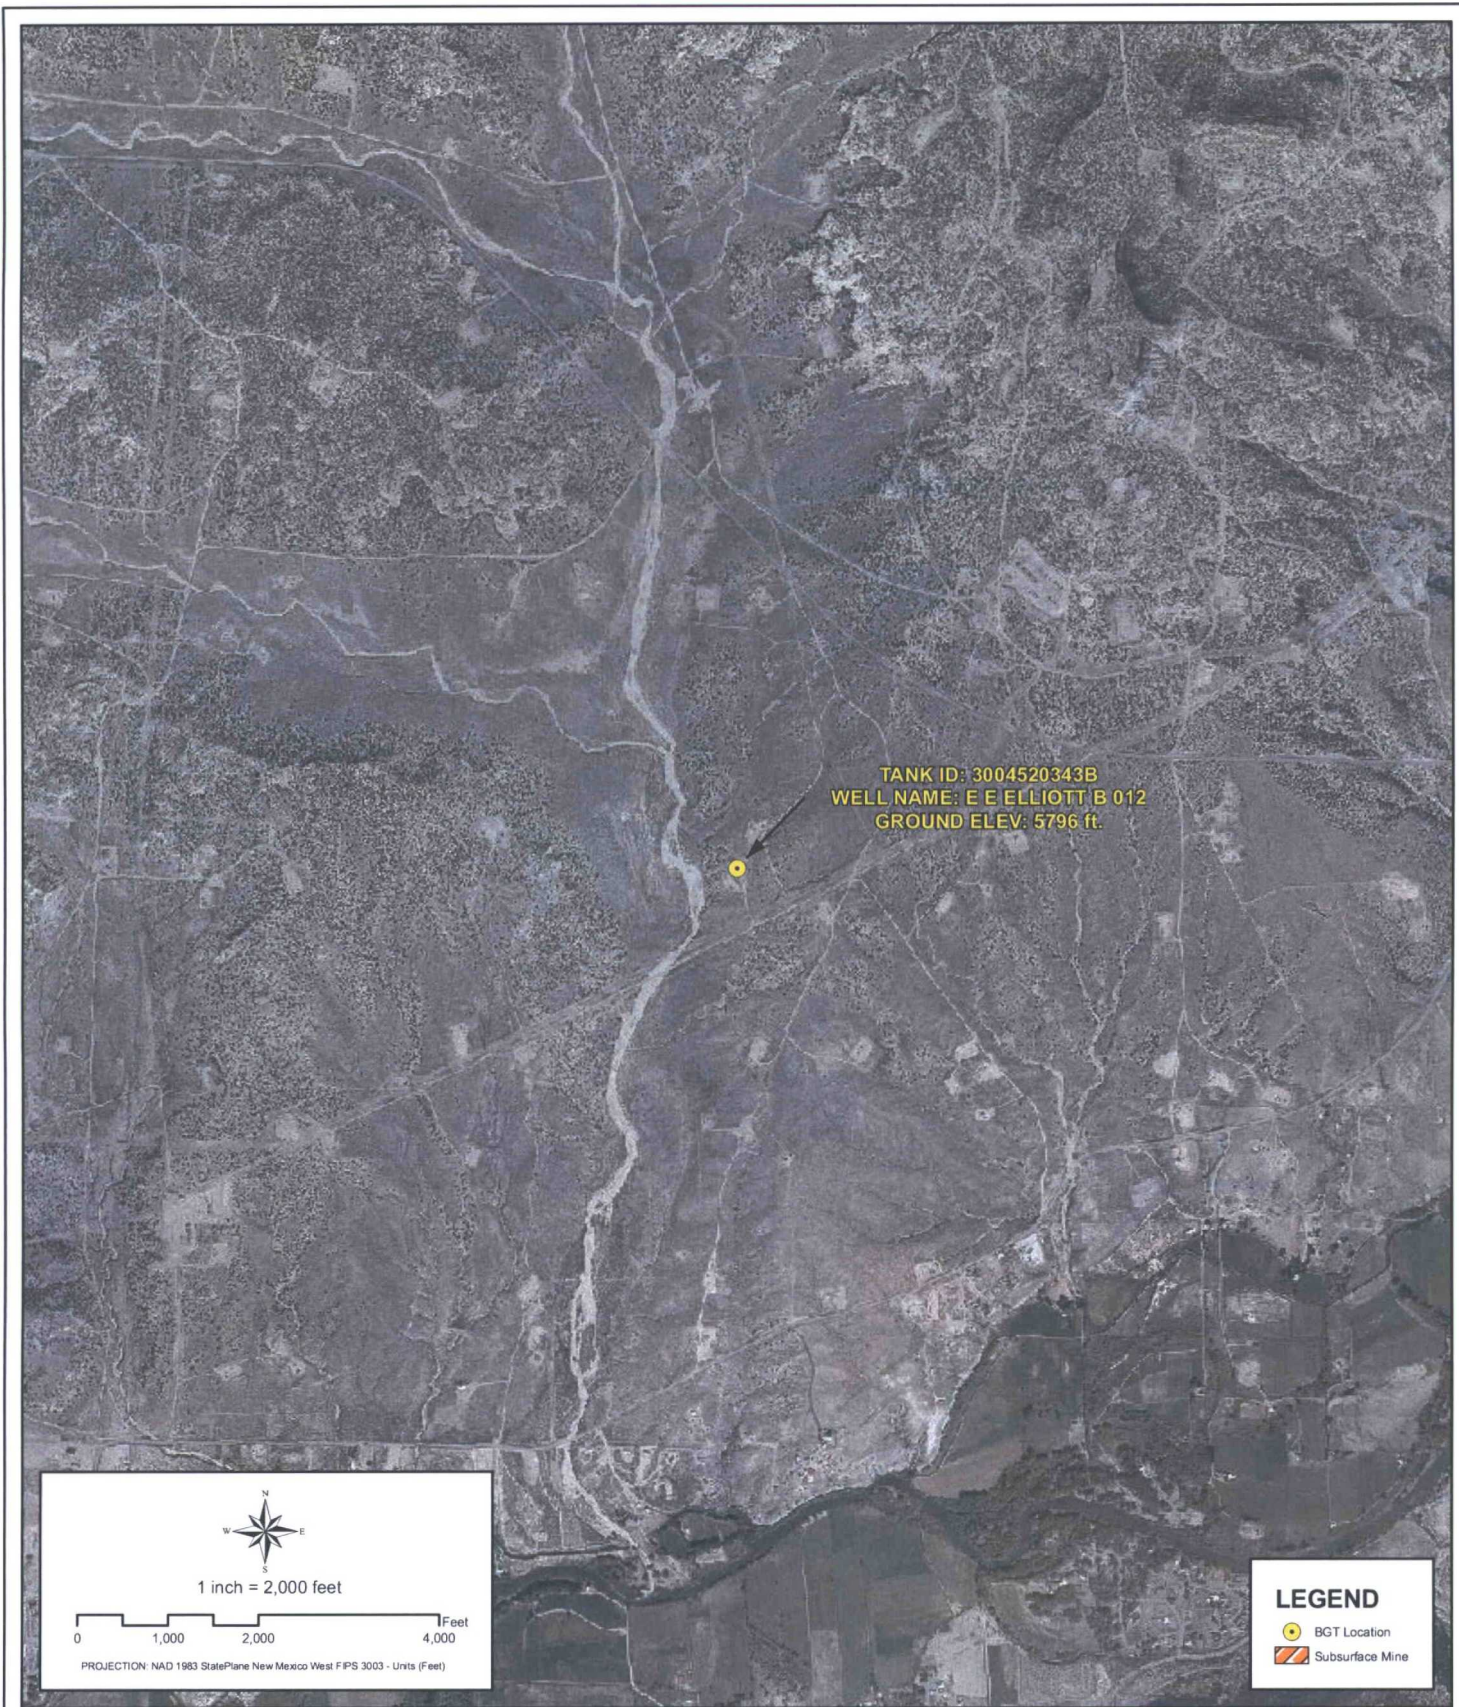 TANK ID: 3004520343B
WELL NAME: E E ELLIOTT B 012
GROUND ELEV: 5796 ft.
N
W E
S
1 inch = 2,000 feet
Feet
0 1,000 2,000 4,000
PROJECTION: NAD 1983 StatePlane New Mexico West FIPS 3003 - Units (Feet)
LEGEND
BGT Location
Subsurface Mine